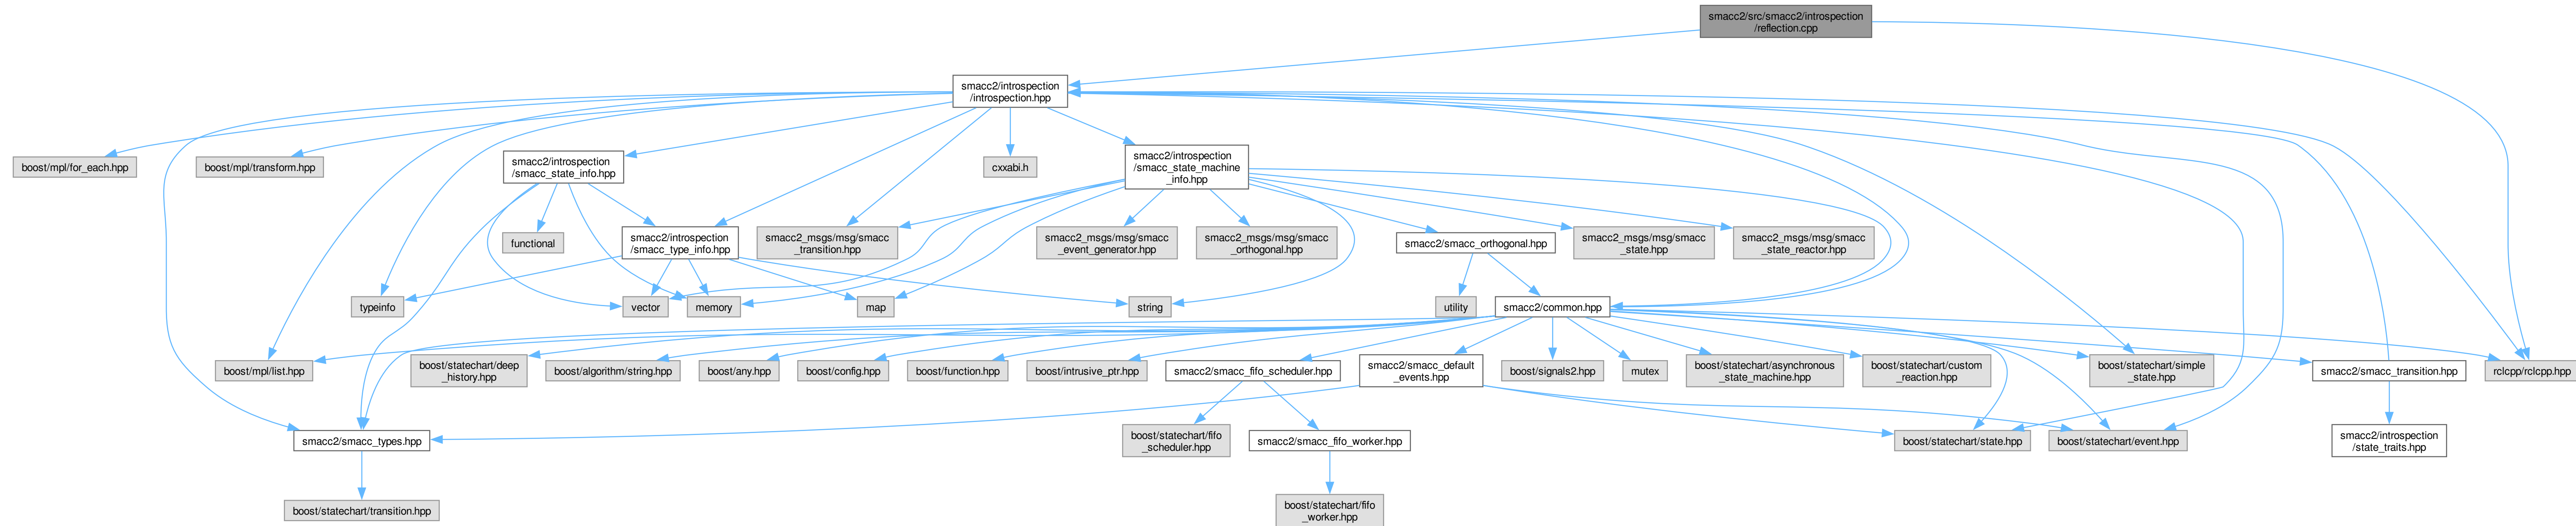 smacc2/src/smacc2/introspection
/reflection.cpp
smacc2/introspection
/introspection.hpp
boost/mpl/for_each.hpp
boost/mpl/transform.hpp
smacc2/introspection
/smacc_state_info.hpp
cxxabi.h
smacc2/introspection
/smacc_state_machine
_info.hpp
functional
smacc2/introspection
/smacc_type_info.hpp
smacc2_msgs/msg/smacc
_transition.hpp
smacc2_msgs/msg/smacc
_event_generator.hpp
smacc2_msgs/msg/smacc
_orthogonal.hpp
smacc2/smacc_orthogonal.hpp
smacc2_msgs/msg/smacc
_state.hpp
smacc2_msgs/msg/smacc
_state_reactor.hpp
typeinfo
vector
memory
map
string
utility
smacc2/common.hpp
boost/mpl/list.hpp
boost/statechart/deep
_history.hpp
boost/algorithm/string.hpp
boost/any.hpp
boost/config.hpp
boost/function.hpp
boost/intrusive_ptr.hpp
smacc2/smacc_fifo_scheduler.hpp
smacc2/smacc_default
_events.hpp
boost/signals2.hpp
mutex
boost/statechart/asynchronous
_state_machine.hpp
boost/statechart/custom
_reaction.hpp
boost/statechart/simple
_state.hpp
smacc2/smacc_transition.hpp
rclcpp/rclcpp.hpp
smacc2/smacc_types.hpp
boost/statechart/fifo
_scheduler.hpp
smacc2/smacc_fifo_worker.hpp
boost/statechart/state.hpp
boost/statechart/event.hpp
smacc2/introspection
/state_traits.hpp
boost/statechart/transition.hpp
boost/statechart/fifo
_worker.hpp